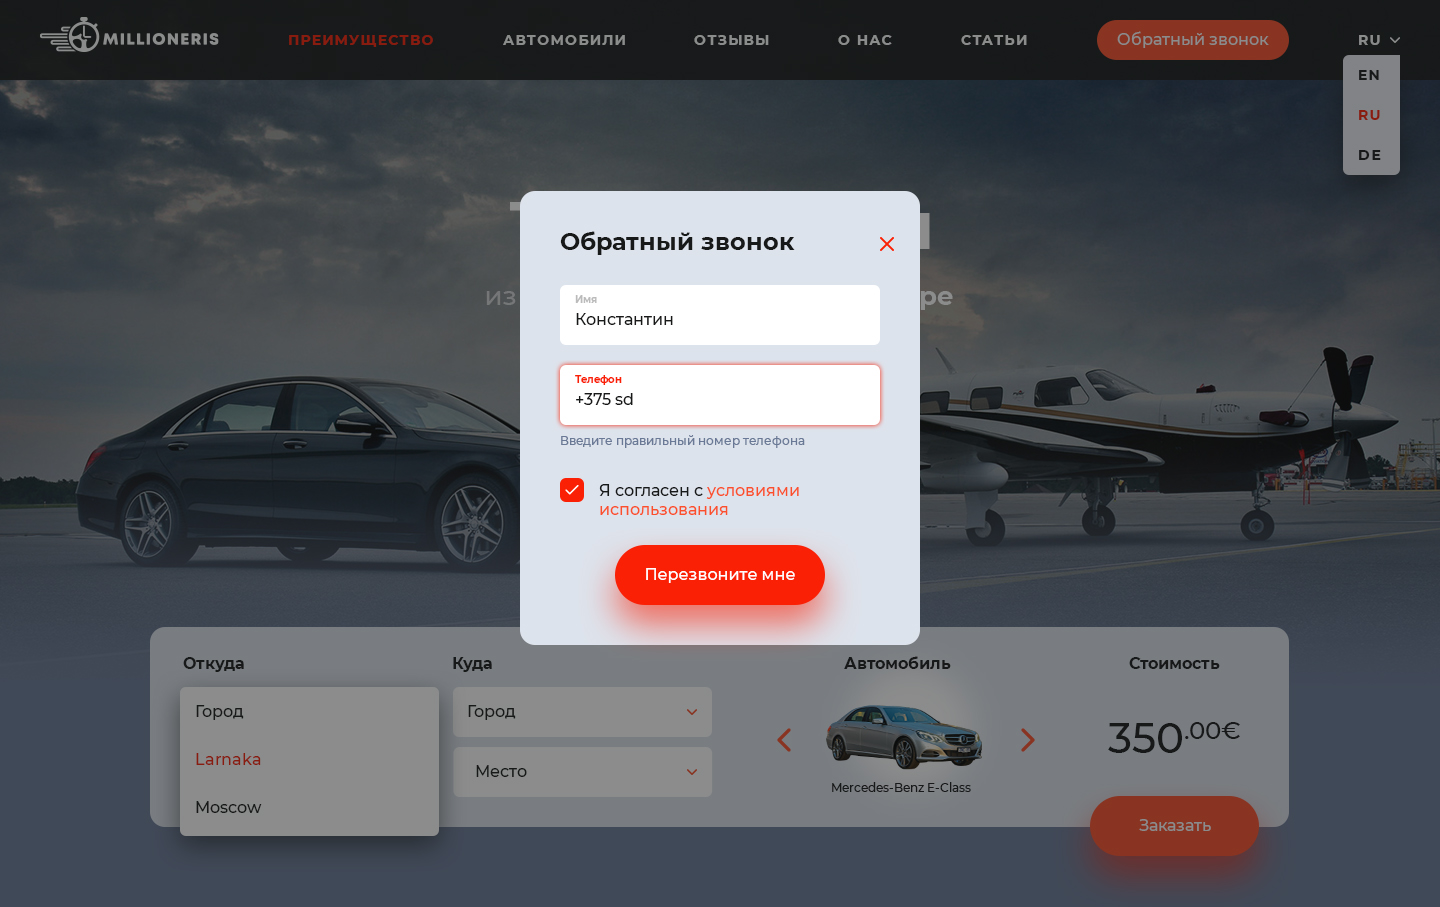 MILLIONERIS
ПРЕИМУЩЕСТВО
АВТОМОБИЛИ
ОТЗЫВЫ
О НАС
СТАТЬИ
Обратный звонок
RU
EN
RU
DE
из
ре
Обратный звонок
Имя
Константин
Телефон
+375 sd
Введите правильный номер телефона
Я согласен с условиями
использования
Перезвоните мне
Откуда
Куда
Автомобиль
Стоимость
Город
Larnaka
Moscow
Город
Место
Mercedes-Benz E-Class
350.00€
Заказать